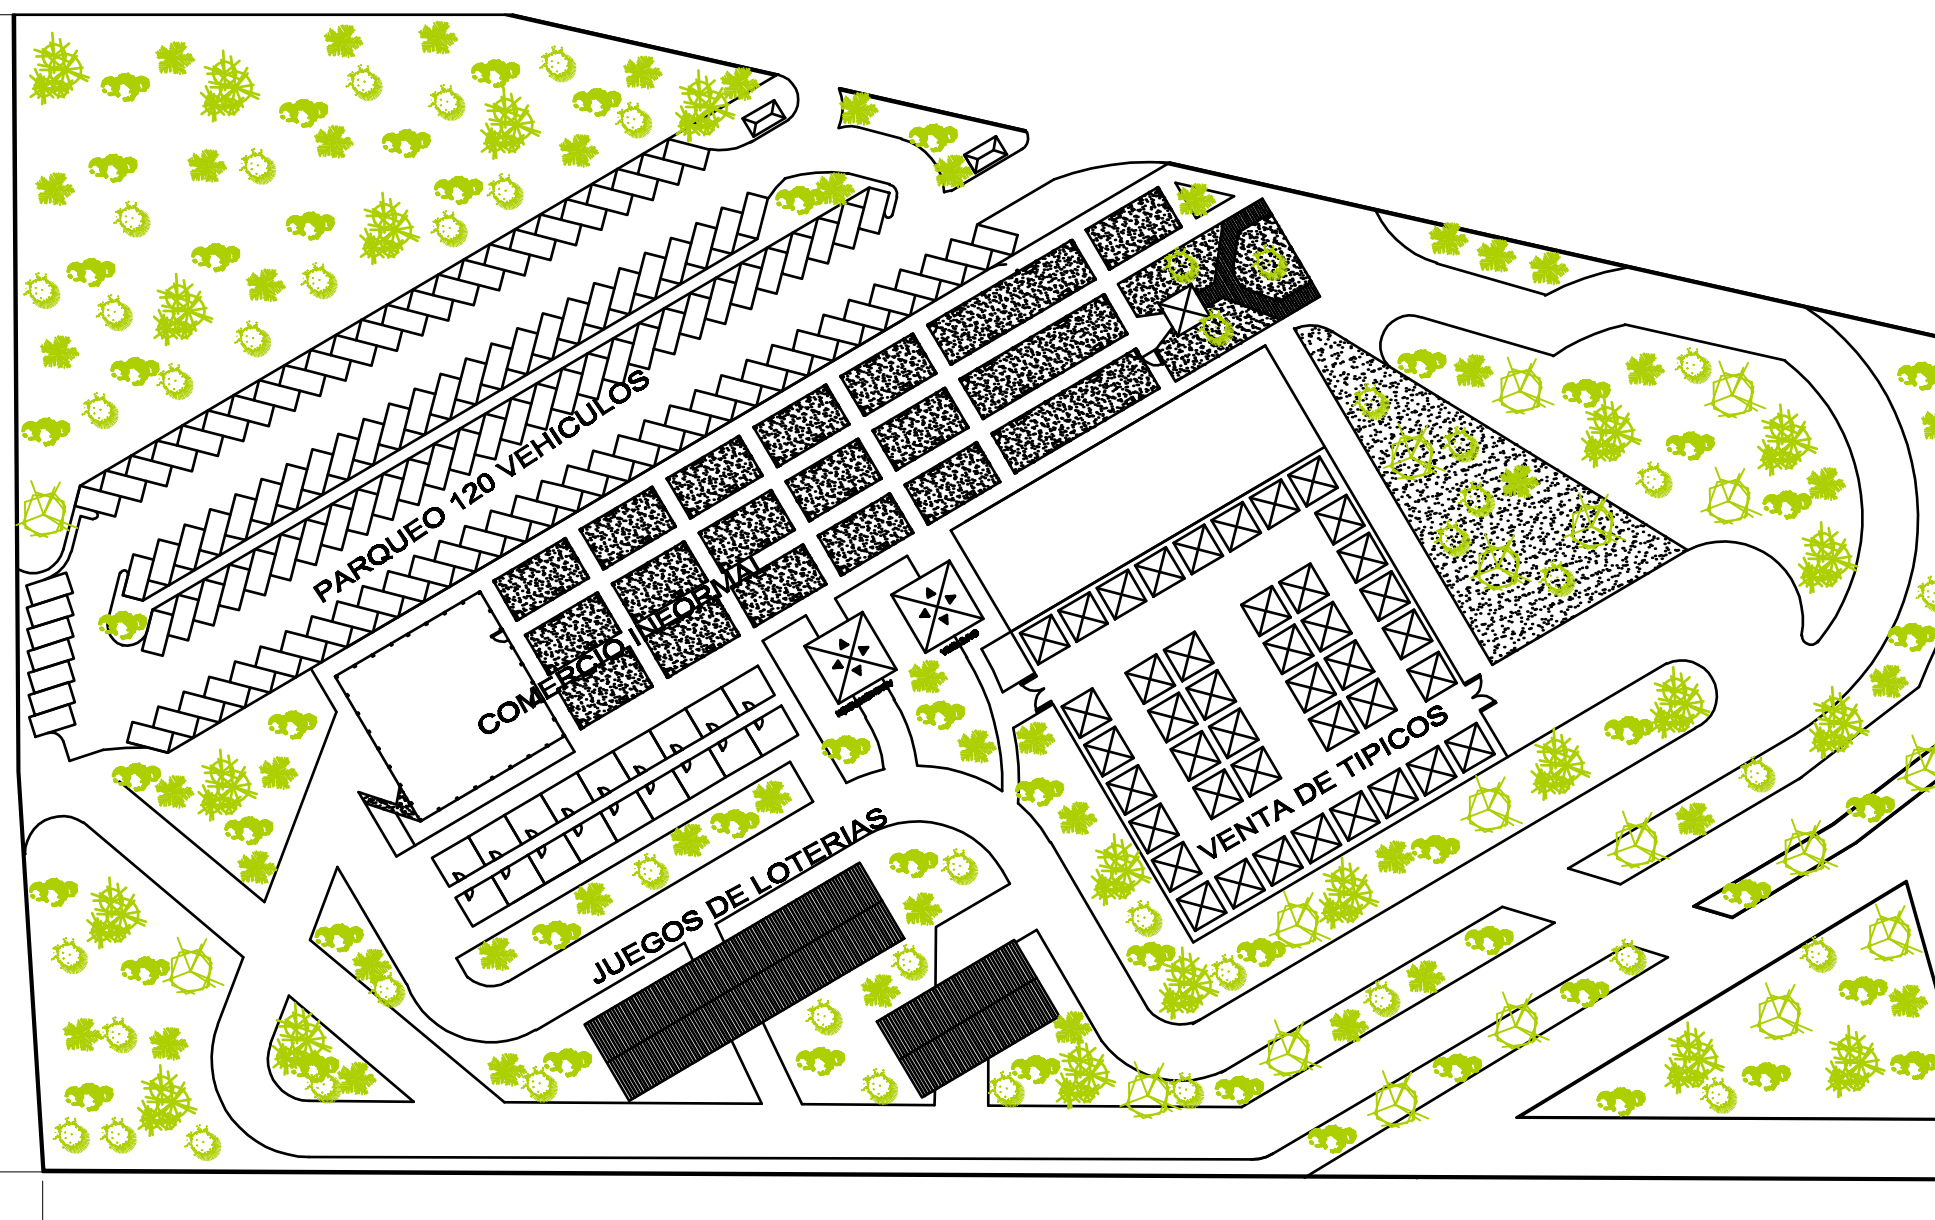 PARQUEO 120 VEHICULOS
COMERCIO INFORMAL
VENTA DE TIPICOS
JUEGOS DE LOTERIAS